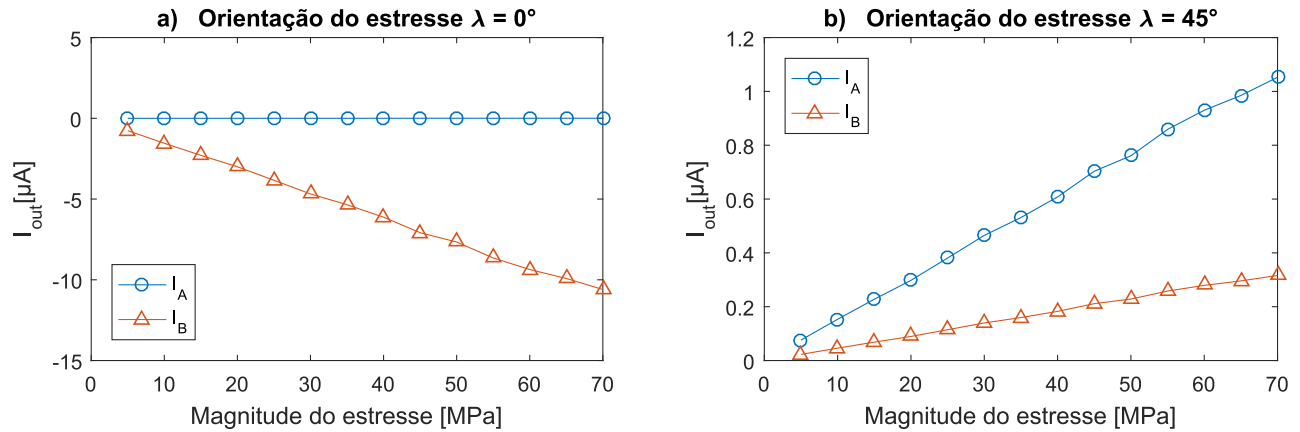 a) Orientação do estresse λ = 0°
5
0
-5
-10
-15
I_out[µA]
I_A
I_B
0 10 20 30 40 50 60 70
Magnitude do estresse [MPa]
b) Orientação do estresse λ = 45°
1.2
1
0.8
0.6
0.4
0.2
0
I_out[µA]
I_A
I_B
0 10 20 30 40 50 60 70
Magnitude do estresse [MPa]